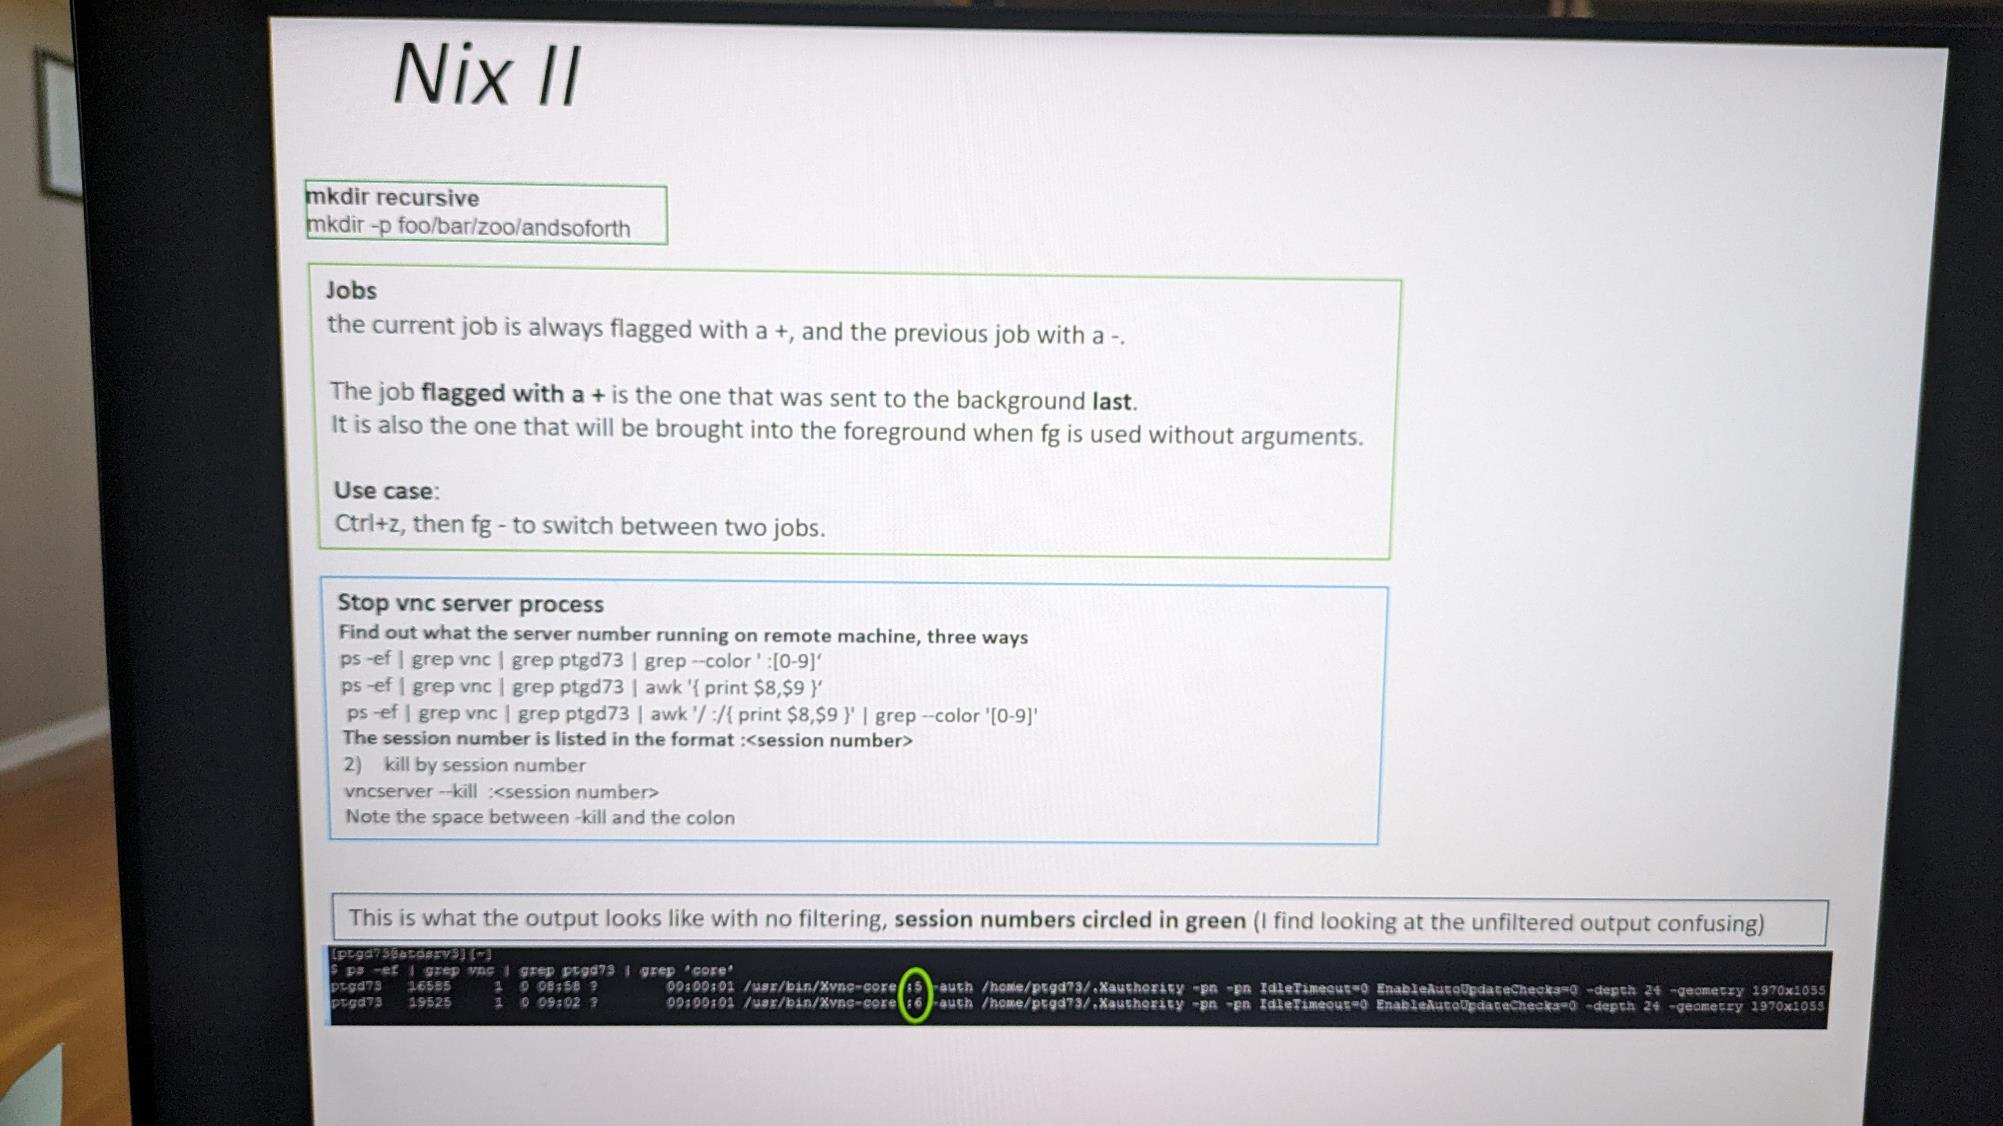 Nix II
mkdir recursive
mkdir -p foo/bar/zoo/andsoforth
Jobs
the current job is always flagged with a +, and the previous job with a -.
The job flagged with a + is the one that was sent to the background last.
It is also the one that will be brought into the foreground when fg is used without arguments.
Use case:
Ctrl+z, then fg - to switch between two jobs.
Stop vnc server process
Find out what the server number running on remote machine, three ways
ps -ef | grep vnc | grep ptgd73 | grep --color ' :[0-9]‘
ps -ef | grep vnc | grep ptgd73 | awk '{ print $8,$9 }‘
ps -ef | grep vnc | grep ptgd73 | awk '/ :/{ print $8,$9 }' | grep --color '[0-9]'
The session number is listed in the format :<session number>
2) kill by session number
vncserver --kill :<session number>
Note the space between -kill and the colon
This is what the output looks like with no filtering, session numbers circled in green (I find looking at the unfiltered output confusing)
[ptgd73@atdsrv3] [~]
$ ps -ef | grep vnc | grep ptgd73 | grep 'core'
ptgd73 16585 1 0 08:58 ? 00:00:01 /usr/bin/Xvnc-core :5 -auth /home/ptgd73/.Xauthority -pn -pn IdleTimeout=0 EnableAutoUpdateChecks=0 -depth 24 -geometry 1970x1055
ptgd73 19525 1 0 09:02 ? 00:00:01 /usr/bin/Xvnc-core :6 -auth /home/ptgd73/.Xauthority -pn -pn IdleTimeout=0 EnableAutoUpdateChecks=0 -depth 24 -geometry 1970x1055